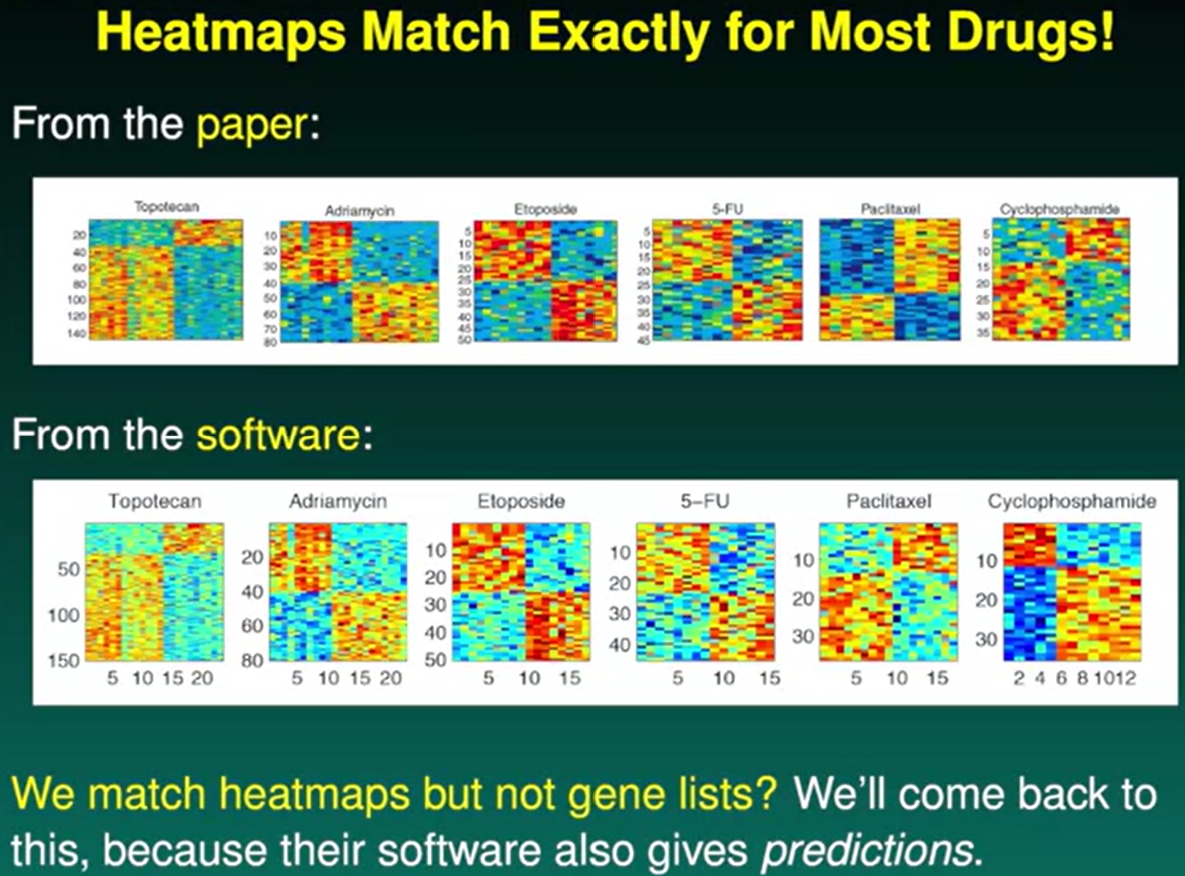 Heatmaps Match Exactly for Most Drugs!
From the paper:
Topotecan
Adriamycin
Etoposide
5-FU
Paclitaxel
Cyclophosphamide
20
40
60
80
100
120
140
10
20
30
40
50
60
70
80
5
10
15
20
25
30
35
40
45
50
5
10
15
20
25
30
35
40
45
5
10
15
20
25
30
35
From the software:
Topotecan
Adriamycin
Etoposide
5–FU
Paclitaxel
Cyclophosphamide
50
100
150
5 10 15 20
20
40
60
80
5 10 15 20
10
20
30
40
50
5 10 15
10
20
30
40
5 10 15
10
20
30
5 10 15
10
20
30
2 4 6 8 1012
We match heatmaps but not gene lists? We'll come back to
this, because their software also gives predictions.